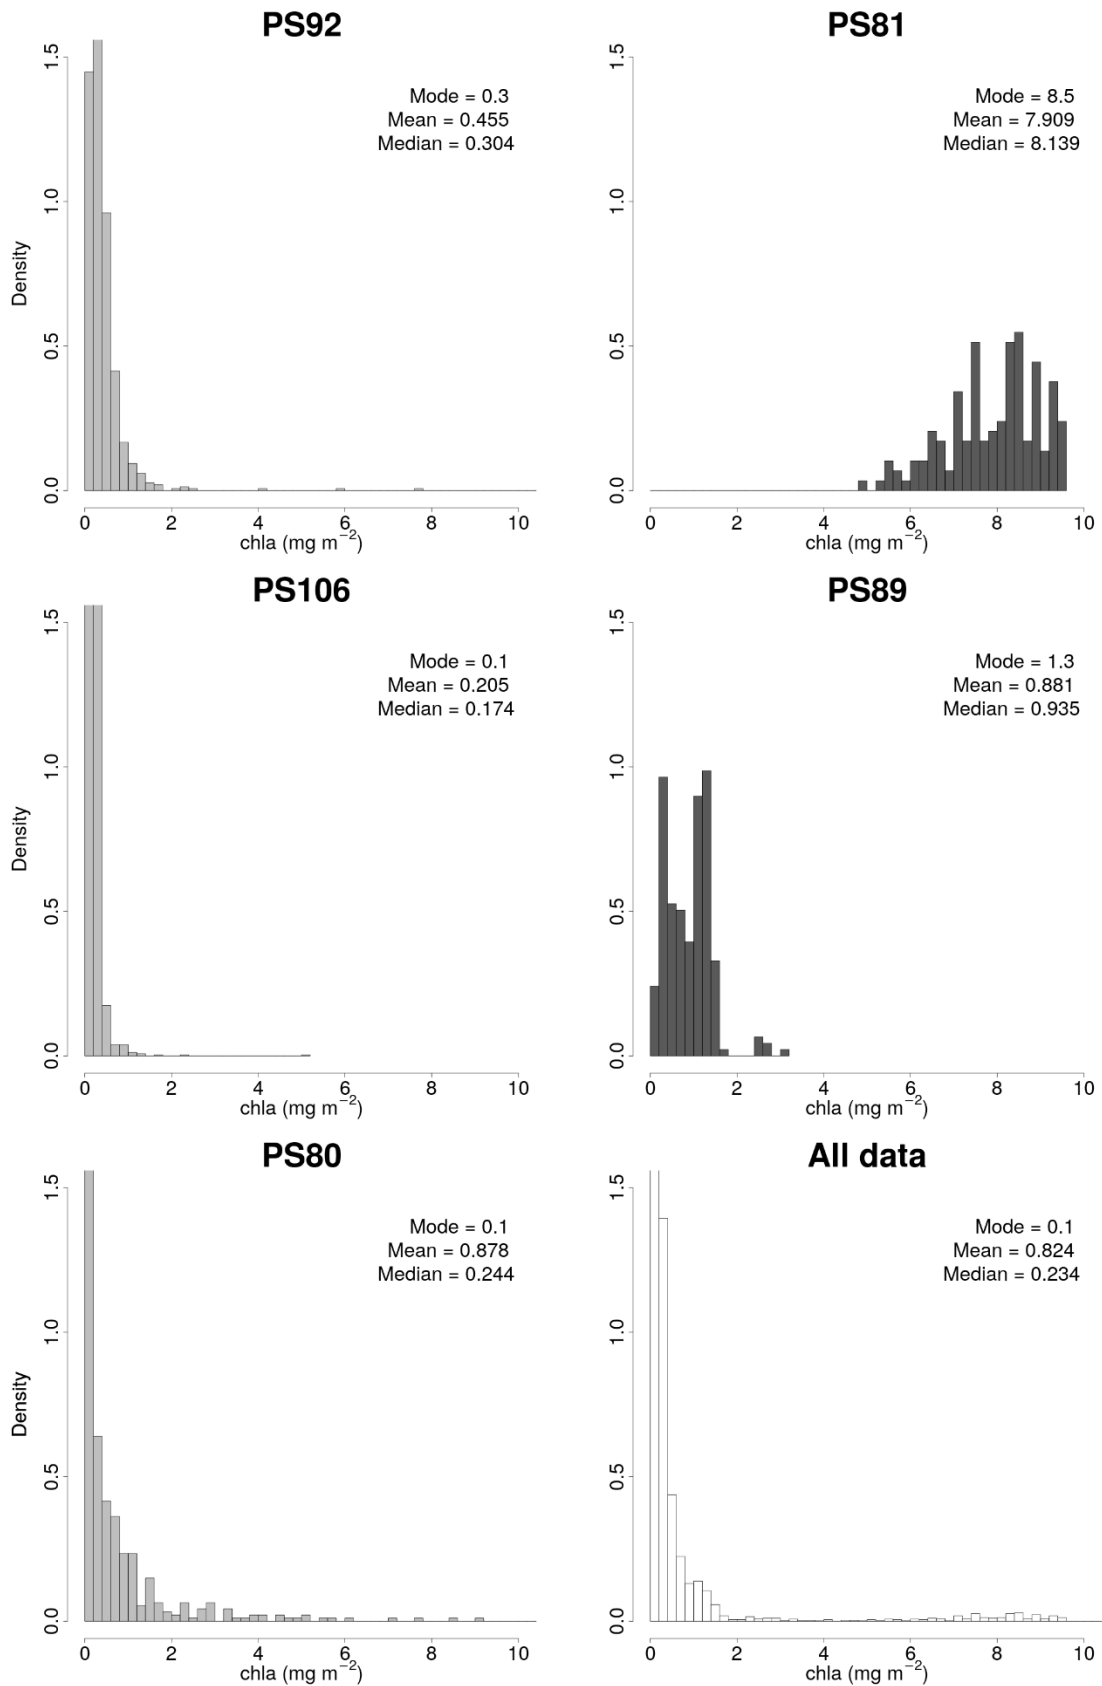 PS92
Mode = 0.3
Mean = 0.455
Median = 0.304
Density
0.0 0.5 1.0 1.5
0 2 4 6 8 10
chla (mg m⁻²)
PS81
Mode = 8.5
Mean = 7.909
Median = 8.139
0.0 0.5 1.0 1.5
0 2 4 6 8 10
chla (mg m⁻²)
PS106
Mode = 0.1
Mean = 0.205
Median = 0.174
Density
0.0 0.5 1.0 1.5
0 2 4 6 8 10
chla (mg m⁻²)
PS89
Mode = 1.3
Mean = 0.881
Median = 0.935
0.0 0.5 1.0 1.5
0 2 4 6 8 10
chla (mg m⁻²)
PS80
Mode = 0.1
Mean = 0.878
Median = 0.244
Density
0.0 0.5 1.0 1.5
0 2 4 6 8 10
chla (mg m⁻²)
All data
Mode = 0.1
Mean = 0.824
Median = 0.234
0.0 0.5 1.0 1.5
0 2 4 6 8 10
chla (mg m⁻²)